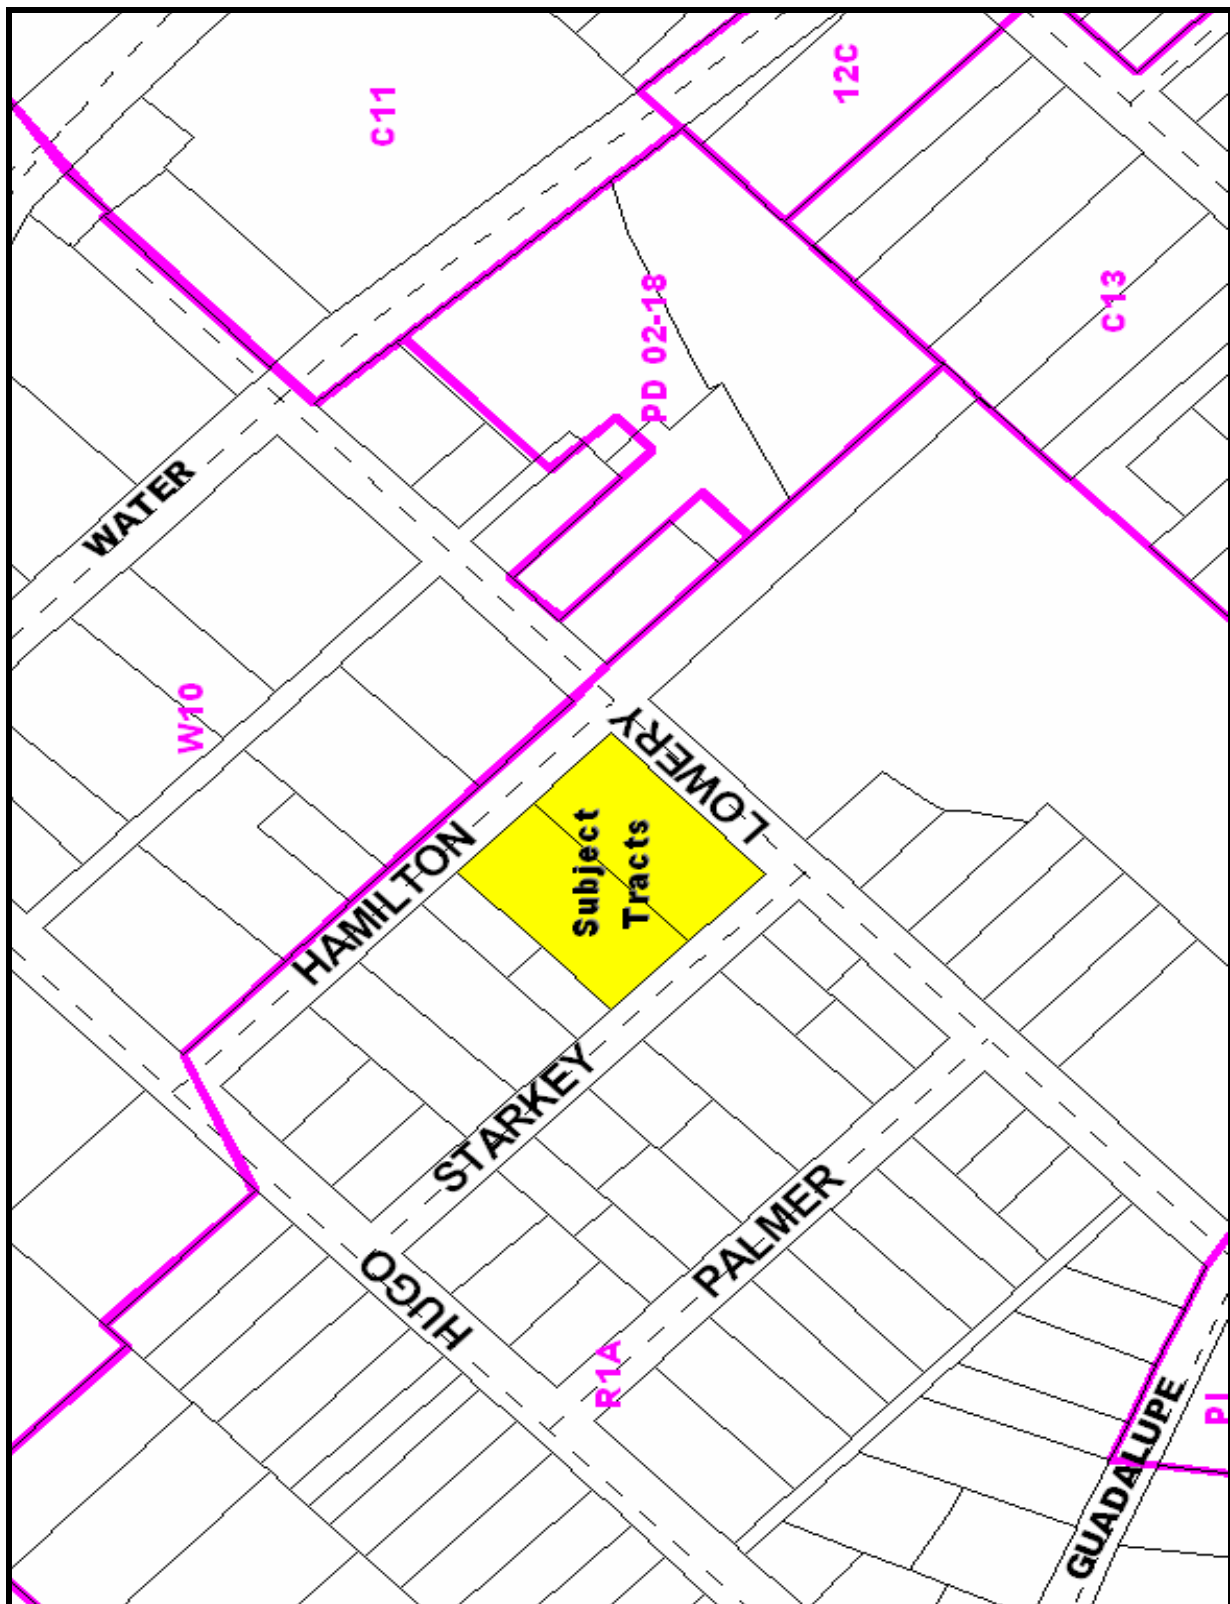 C11
12C
C13
PD 02-18
WATER
W10
LOWERY
Subject
Tracts
HAMILTON
STARKEY
PALMER
HUGO
R1A
GUADALUPE